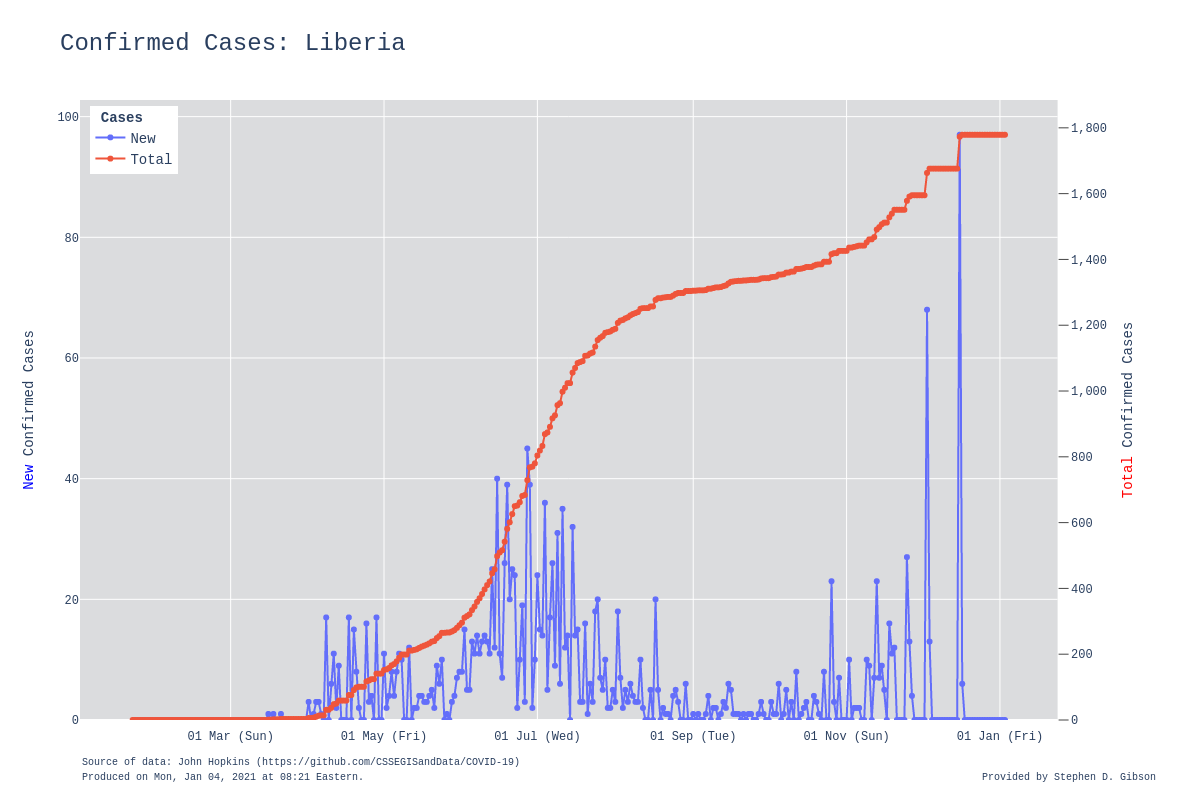 Confirmed Cases: Liberia
Cases
New
Total
100
80
60
40
20
0
1,800
1,600
1,400
1,200
1,000
800
600
400
200
0
New Confirmed Cases
Total Confirmed Cases
01 Mar (Sun)
01 May (Fri)
01 Jul (Wed)
01 Sep (Tue)
01 Nov (Sun)
01 Jan (Fri)
Source of data: John Hopkins (https://github.com/CSSEGISandData/COVID-19)
Produced on Mon, Jan 04, 2021 at 08:21 Eastern.
Provided by Stephen D. Gibson